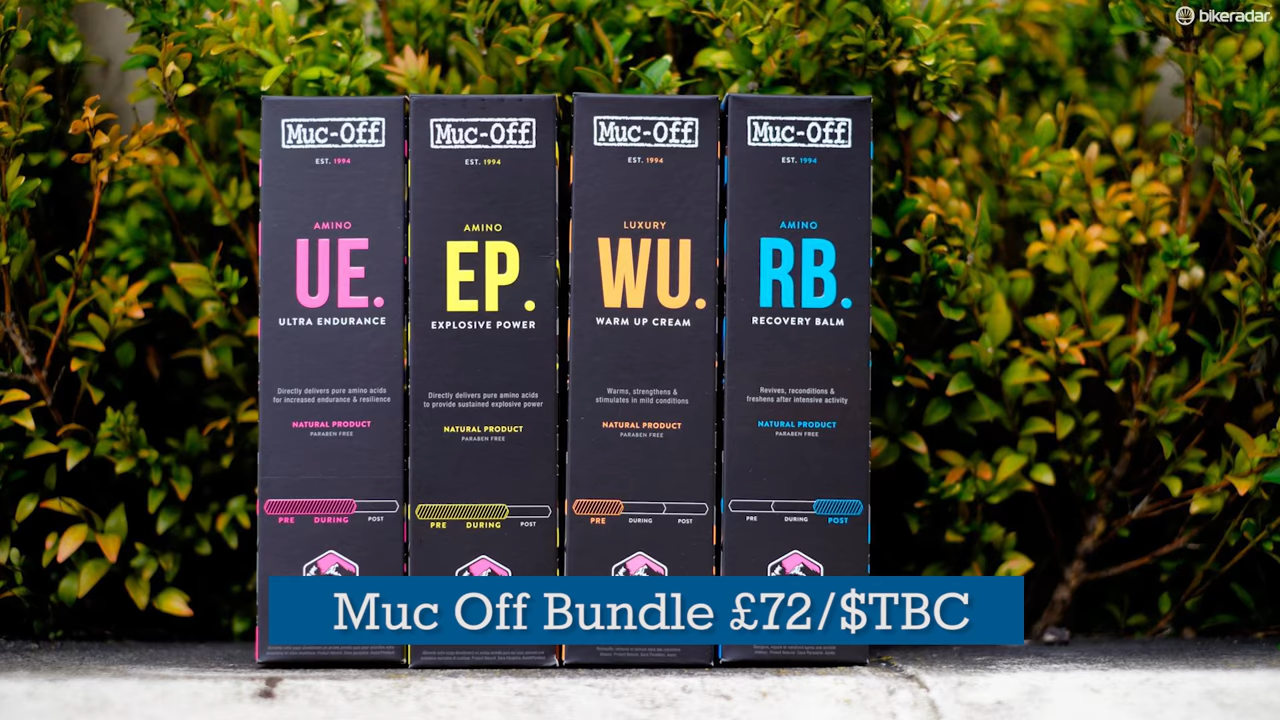 bikeradar
Muc-Off
EST. 1994
AMINO
UE.
ULTRA ENDURANCE
Directly delivers pure amino acids
for increased endurance & resilience
NATURAL PRODUCT
PARABEN FREE
PRE DURING POST
Muc-Off
EST. 1994
AMINO
EP.
EXPLOSIVE POWER
Directly delivers pure amino acids
to provide sustained explosive power
NATURAL PRODUCT
PARABEN FREE
PRE DURING POST
Muc-Off
EST. 1994
LUXURY
WU.
WARM UP CREAM
Warms, strengthens &
stimulates in mild conditions
NATURAL PRODUCT
PARABEN FREE
PRE DURING POST
Muc-Off
EST. 1994
AMINO
RB.
RECOVERY BALM
Revives, reconditions &
freshens after intensive activity
NATURAL PRODUCT
PARABEN FREE
PRE DURING POST
Muc Off Bundle £72/$TBC